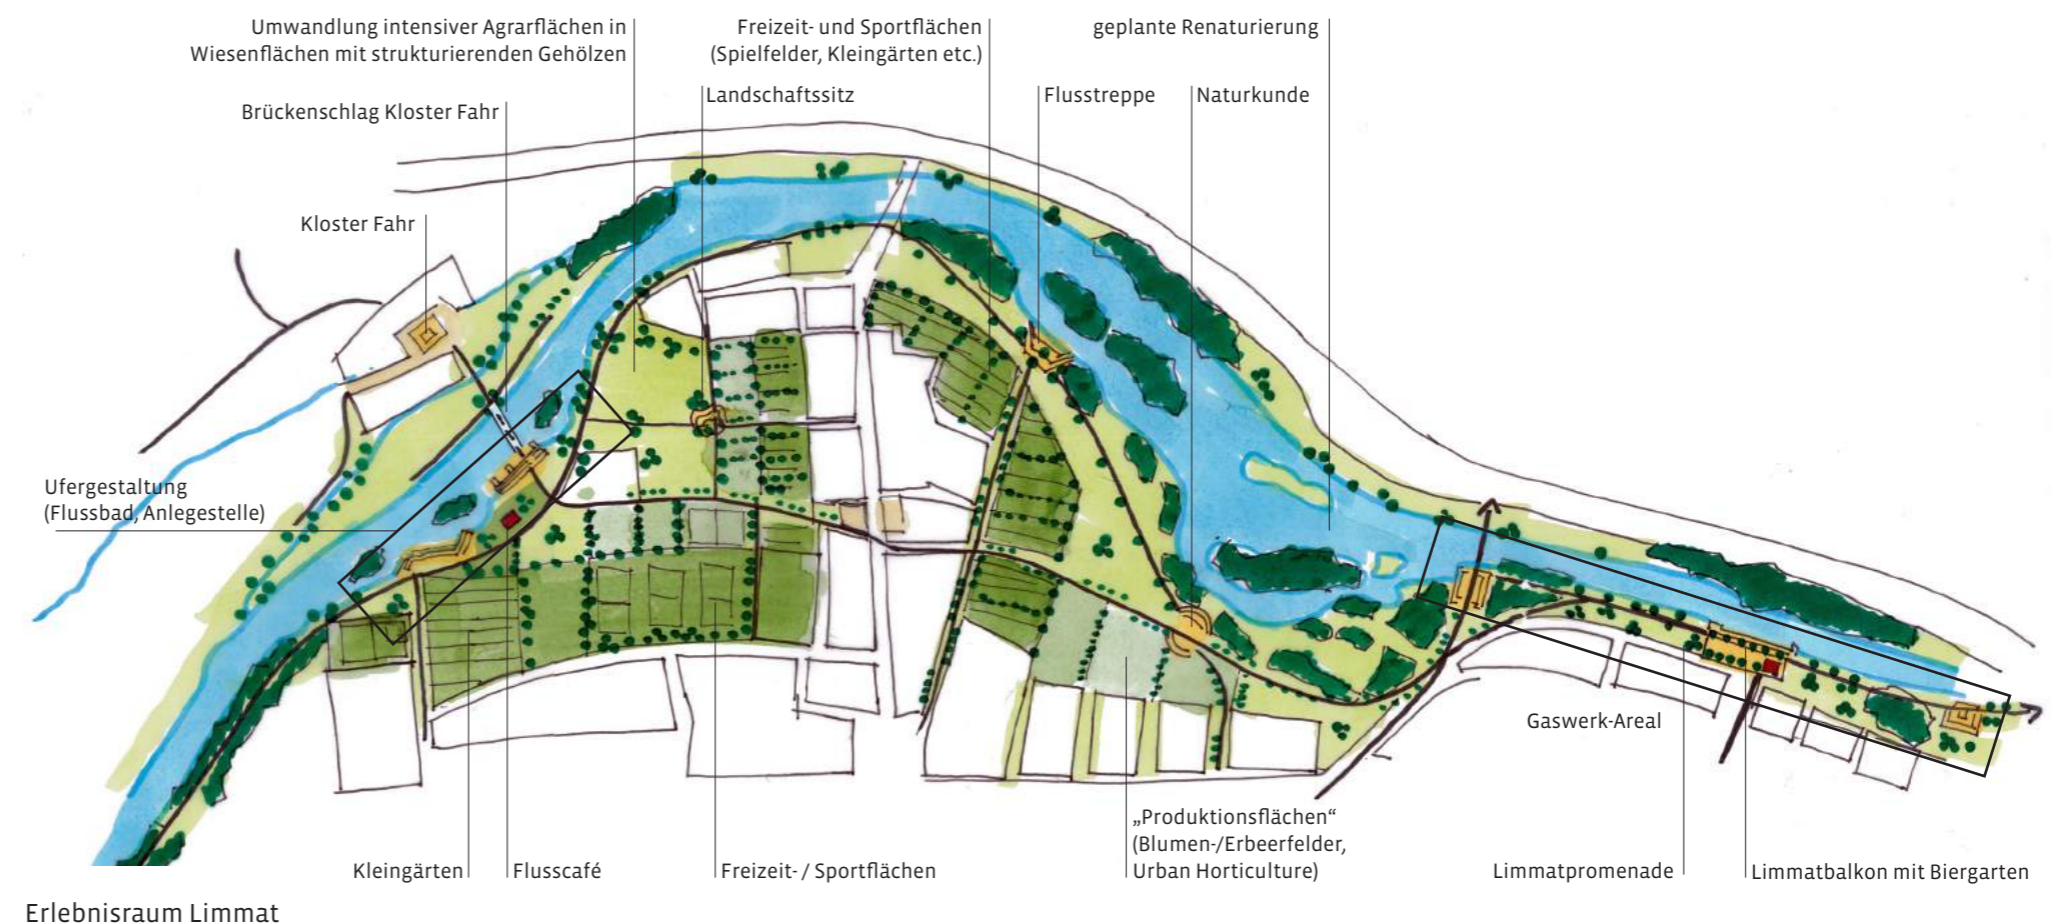 Umwandlung intensiver Agrarflächen in
Wiesenflächen mit strukturierenden Gehölzen
Freizeit- und Sportflächen
(Spielfelder, Kleingärten etc.)
geplante Renaturierung
Brückenschlag Kloster Fahr
Landschaftssitz
Flusstreppe
Naturkunde
Kloster Fahr
Ufergestaltung
(Flussbad, Anlegestelle)
Gaswerk-Areal
„Produktionsflächen“
(Blumen-/Erbeerfelder,
Urban Horticulture)
Kleingärten
Flusscafé
Freizeit- / Sportflächen
Limmatpromenade
Limmatbalkon mit Biergarten
Erlebnisraum Limmat